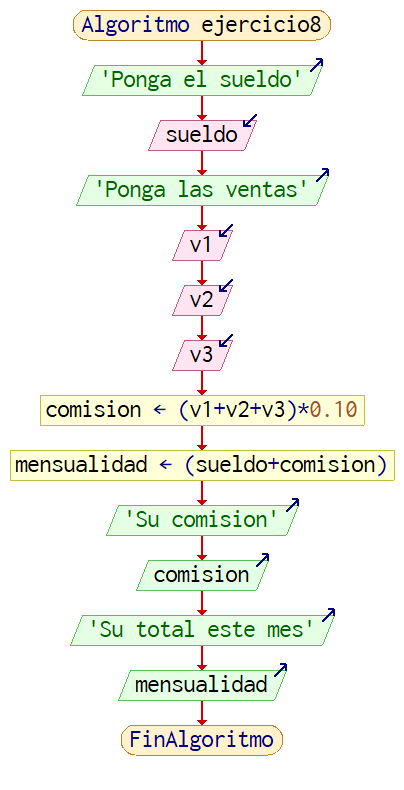 Algoritmo ejercicio8
'Ponga el sueldo'
sueldo
'Ponga las ventas'
v1
v2
v3
comision ← (v1+v2+v3)*0.10
mensualidad ← (sueldo+comision)
'Su comision'
comision
'Su total este mes'
mensualidad
FinAlgoritmo